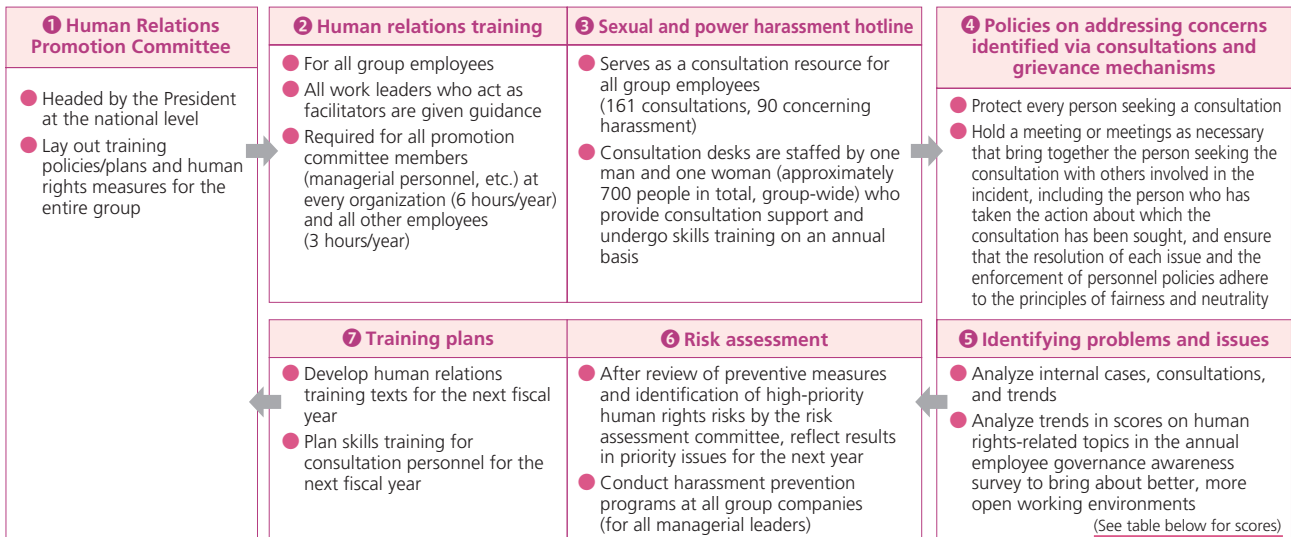 ❶ Human Relations
Promotion Committee
● Headed by the President
at the national level
● Lay out training
policies/plans and human
rights measures for the
entire group
❷ Human relations training
● For all group employees
● All work leaders who act as
facilitators are given guidance
● Required for all promotion
committee members
(managerial personnel, etc.) at
every organization (6 hours/year)
and all other employees
(3 hours/year)
❸ Sexual and power harassment hotline
● Serves as a consultation resource for
all group employees
(161 consultations, 90 concerning
harassment)
● Consultation desks are staffed by one
man and one woman (approximately
700 people in total, group-wide) who
provide consultation support and
undergo skills training on an annual
basis
❹ Policies on addressing concerns
identified via consultations and
grievance mechanisms
● Protect every person seeking a consultation
● Hold a meeting or meetings as necessary
that bring together the person seeking the
consultation with others involved in the
incident, including the person who has
taken the action about which the
consultation has been sought, and ensure
that the resolution of each issue and the
enforcement of personnel policies adhere
to the principles of fairness and neutrality
❺ Identifying problems and issues
● Analyze internal cases, consultations,
and trends
● Analyze trends in scores on human
rights-related topics in the annual
employee governance awareness
survey to bring about better, more
open working environments
(See table below for scores)
❻ Risk assessment
● After review of preventive measures
and identification of high-priority
human rights risks by the risk
assessment committee, reflect results
in priority issues for the next year
● Conduct harassment prevention
programs at all group companies
(for all managerial leaders)
❼ Training plans
● Develop human relations
training texts for the next fiscal
year
● Plan skills training for
consultation personnel for the
next fiscal year